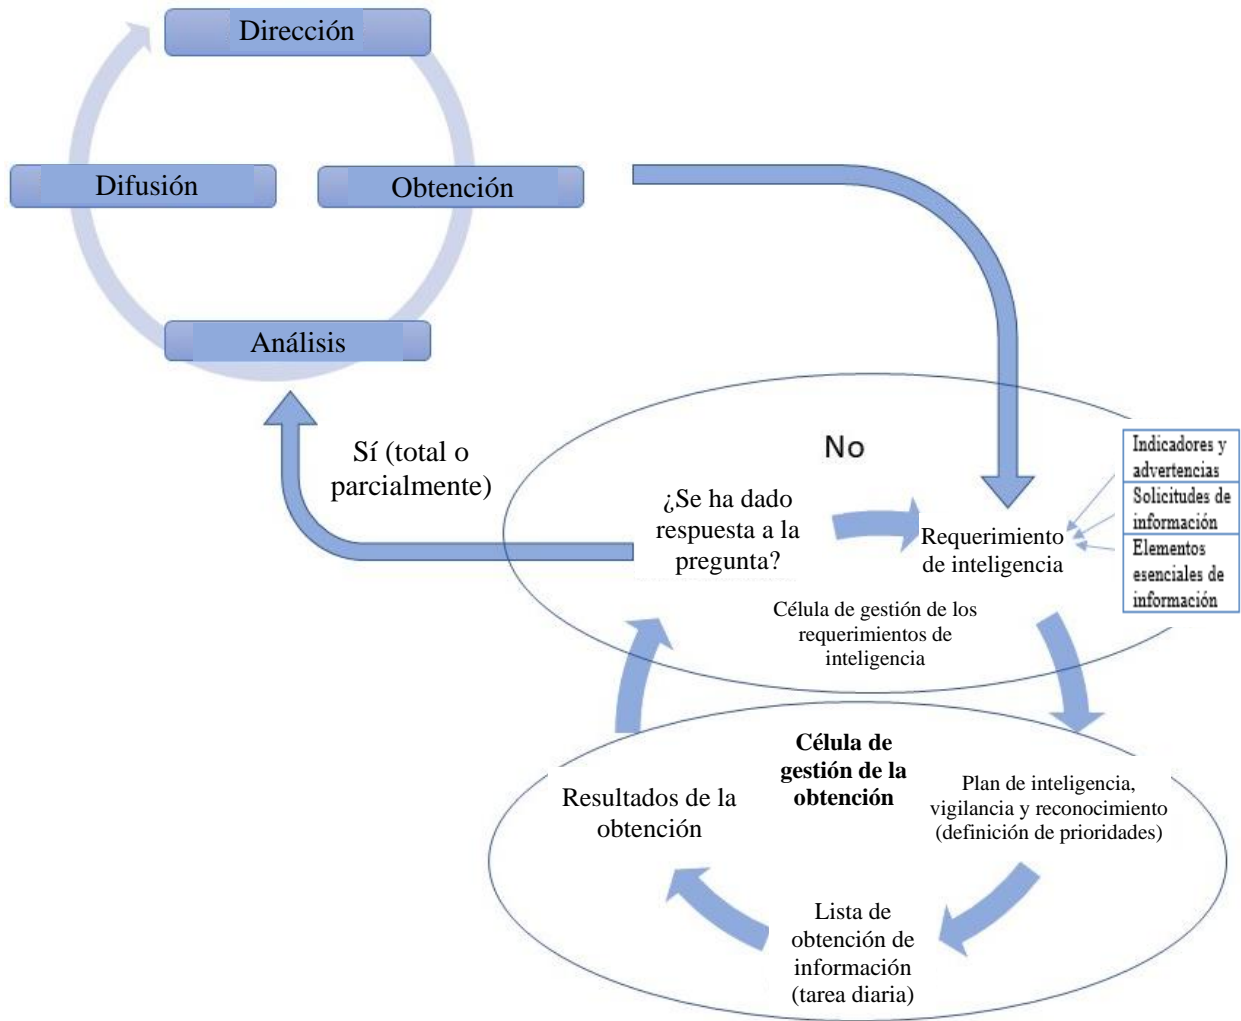 Dirección
Difusión
Obtención
Análisis
Sí (total o
parcialmente)
No
¿Se ha dado
respuesta a la
pregunta?
Requerimiento
de inteligencia
Indicadores y
advertencias
Solicitudes de
información
Elementos
esenciales de
información
Célula de gestión de los
requerimientos de
inteligencia
Célula de
gestión de la
obtención
Resultados de la
obtención
Plan de inteligencia,
vigilancia y reconocimiento
(definición de prioridades)
Lista de
obtención de
información
(tarea diaria)